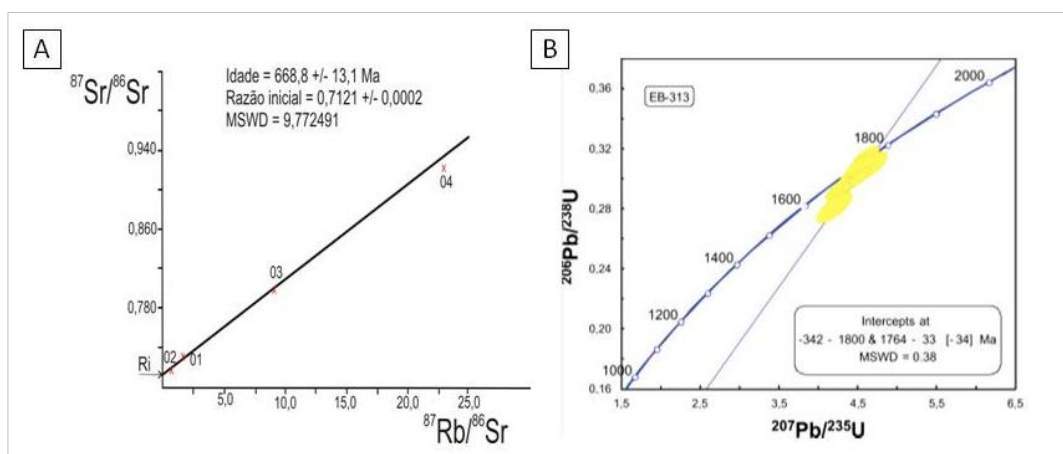 A
87Sr/86Sr
Idade = 668,8 +/- 13,1 Ma
Razão inicial = 0,7121 +/- 0,0002
MSWD = 9,772491
0,940
0,860
0,780
04
03
02
01
Ri
5,0
10,0
15,0
20,0
25,0
87Rb/86Sr
B
EB-313
206Pb/238U
0,36
0,32
0,28
0,24
0,20
0,16
2000
1800
1600
1400
1200
1000
Intercepts at
-342 - 1800 & 1764 - 33 [- 34] Ma
MSWD = 0.38
1,5
2,5
3,5
4,5
5,5
6,5
207Pb/235U